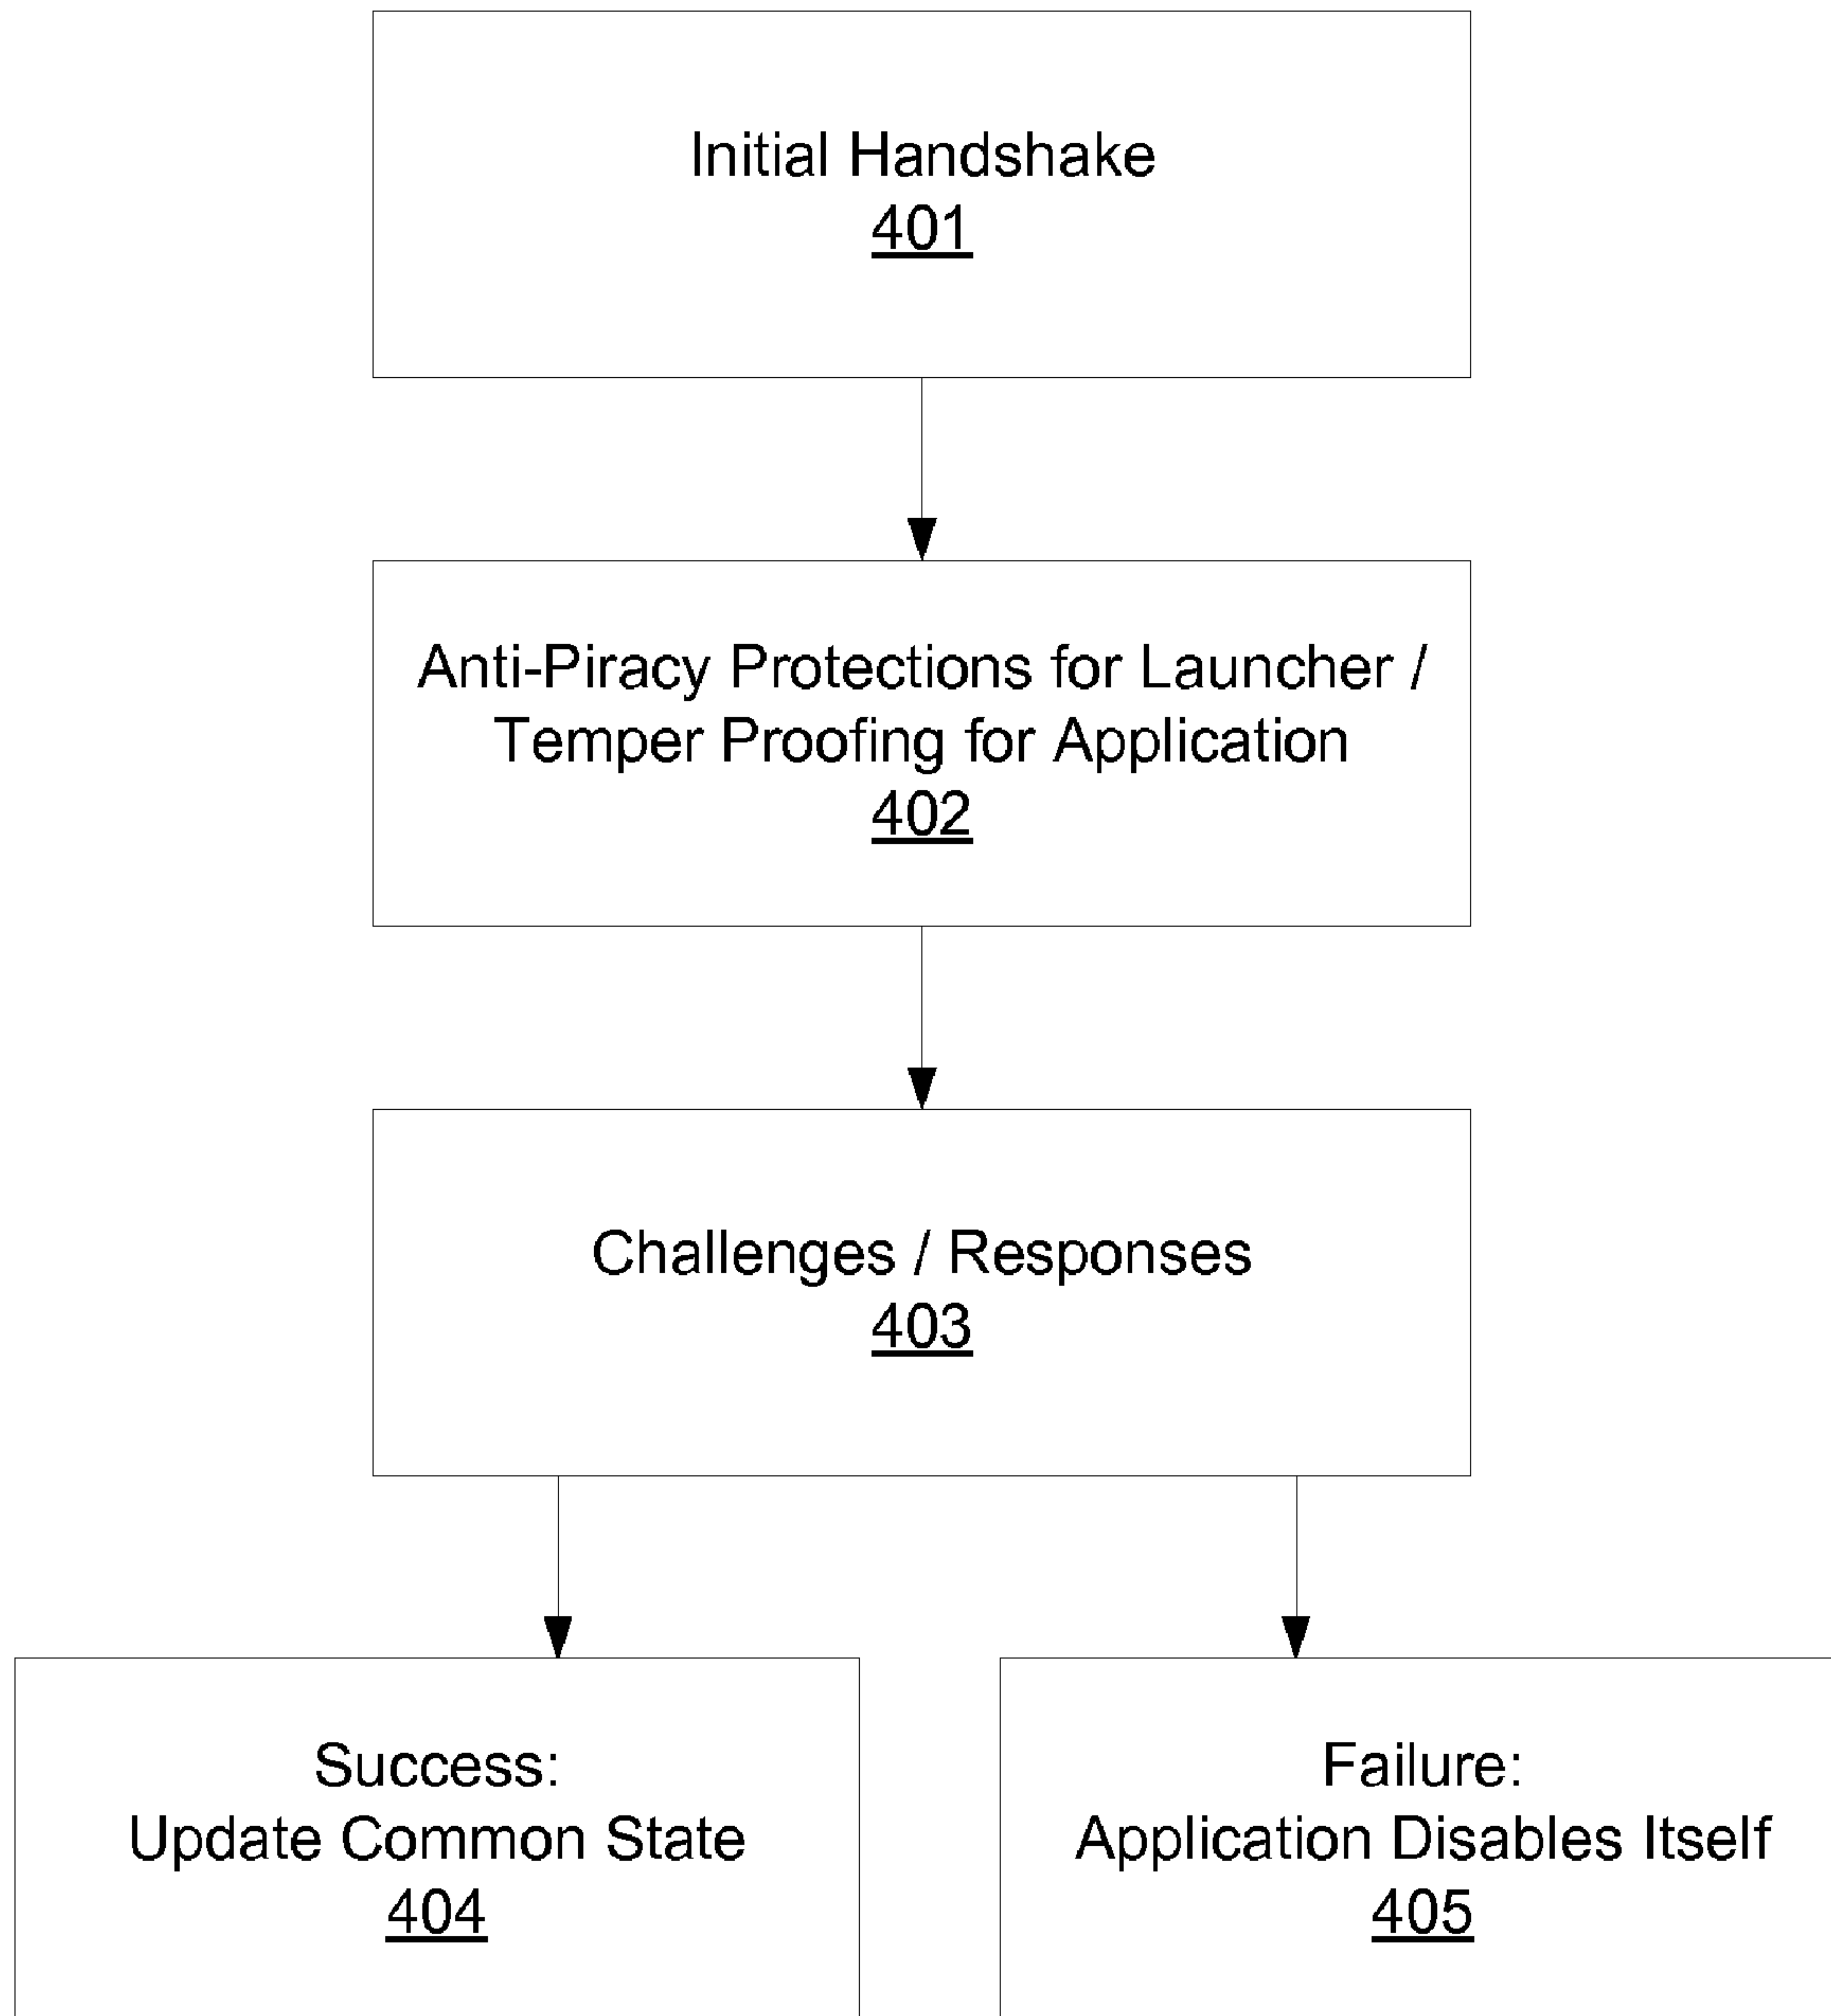 Initial Handshake
401
Anti-Piracy Protections for Launcher /
Temper Proofing for Application
402
Challenges / Responses
403
Success:
Update Common State
404
Failure:
Application Disables Itself
405